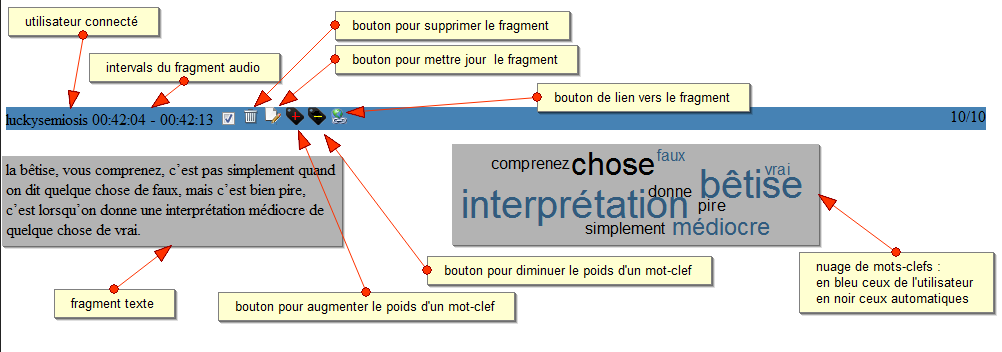 utilisateur connecté
bouton pour supprimer le fragment
bouton pour mettre jour le fragment
intervals du fragment audio
bouton de lien vers le fragment
luckysemiosis 00:42:04 - 00:42:13
10/10
la bêtise, vous comprenez, c'est pas simplement quand
on dit quelque chose de faux, mais c'est bien pire,
c'est lorsqu'on donne une interprétation médiocre de
quelque chose de vrai.
comprenez chose faux
vrai
interprétation donne bêtise
pire
simplement médiocre
bouton pour diminuer le poids d'un mot-clef
nuage de mots-clefs :
en bleu ceux de l'utilisateur
en noir ceux automatiques
fragment texte
bouton pour augmenter le poids d'un mot-clef